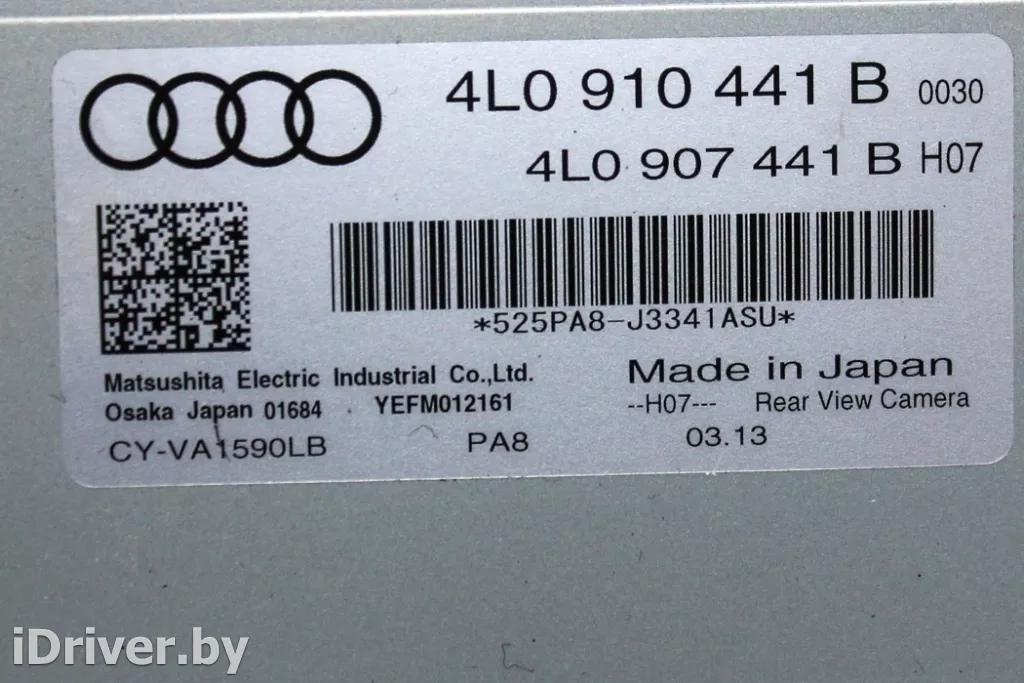 4L0 910 441 B 0030
4L0 907 441 B H07
*525PA8-J3341ASU*
Matsushita Electric Industrial Co.,Ltd.
Osaka Japan 01684 YEFM012161
CY-VA1590LB PA8
Made in Japan
--H07--- Rear View Camera
03.13
iDriver.by